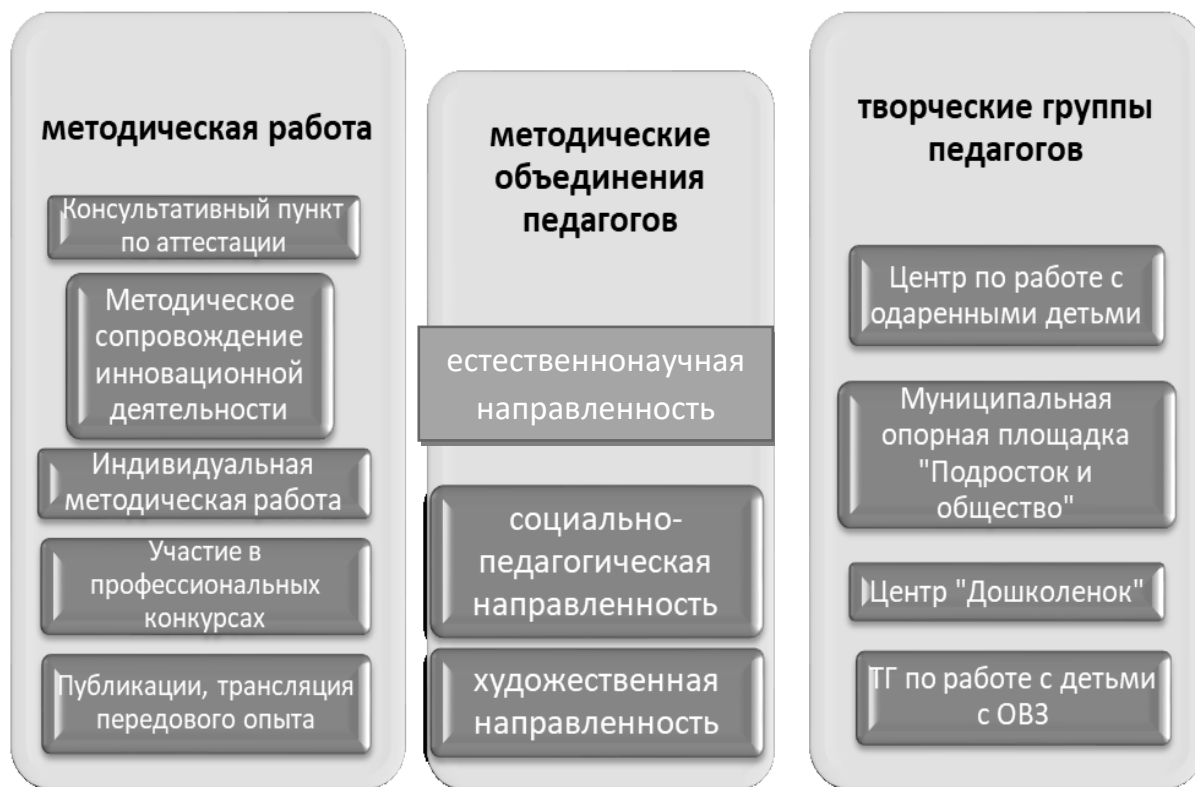 методическая работа
Консультативный пункт
по аттестации
Методическое
сопровождение
инновационной
деятельности
Индивидуальная
методическая работа
Участие в
профессиональных
конкурсах
Публикации, трансляция
передового опыта
методические
объединения
педагогов
естественнонаучная
направленность
социально-
педагогическая
направленность
художественная
направленность
творческие группы
педагогов
Центр по работе с
одаренными детьми
Муниципальная
опорная площадка
"Подросток и
общество"
Центр "Дошколенок"
ТГ по работе с детьми
с ОВЗ